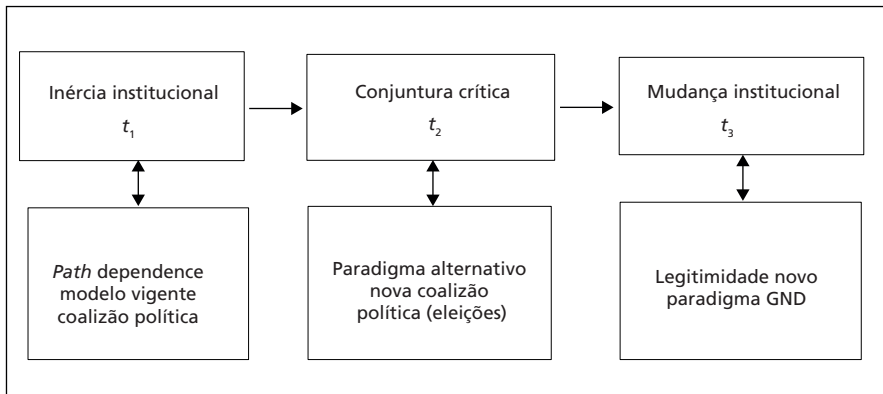 Inércia institucional
t₁
Conjuntura crítica
t₂
Mudança institucional
t₃
Path dependence
modelo vigente
coalizão política
Paradigma alternativo
nova coalizão
política (eleições)
Legitimidade novo
paradigma GND